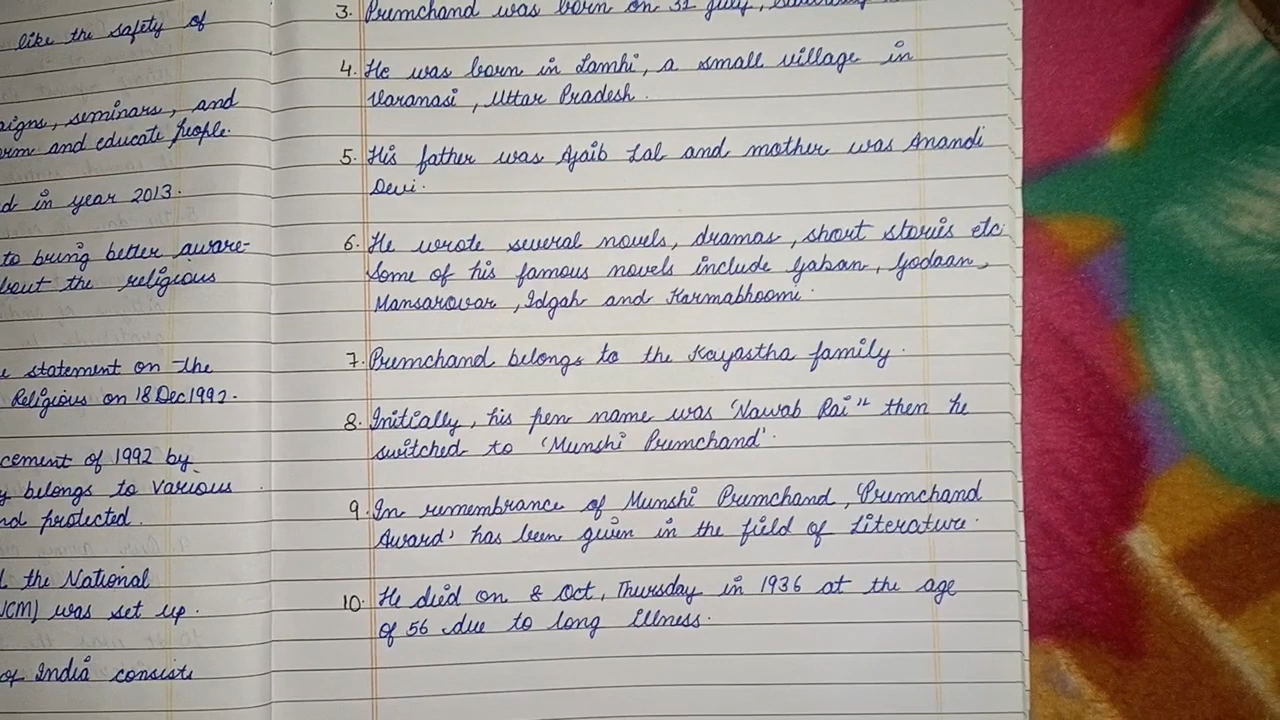 like the safety of
aigns, seminars, and
orm and educate people.
d in year 2013.
to bring better aware-
bout the religious
e statement on the
Religious on 18 Dec 1992.
cement of 1992 by
y belongs to various
nd protected.
the National
NCM) was set up.
of India consists
3. Premchand was born on 31 July,
4. He was born in Lamhi, a small village in
Varanasi, Uttar Pradesh.
5. His father was Ajaib Lal and mother was Anandi
Devi.
6. He wrote several novels, dramas, short stories etc.
Some of his famous novels include Gaban, Godaan,
Mansarovar, Idgah and Karmabhoomi.
7. Premchand belongs to the Kayastha family.
8. Initially, his pen name was 'Nawab Rai" then he
switched to 'Munshi Premchand'.
9. In remembrance of Munshi Premchand, 'Premchand
Award' has been given in the field of Literature.
10. He died on 8 Oct, Thursday in 1936 at the age
of 56 due to long illness.